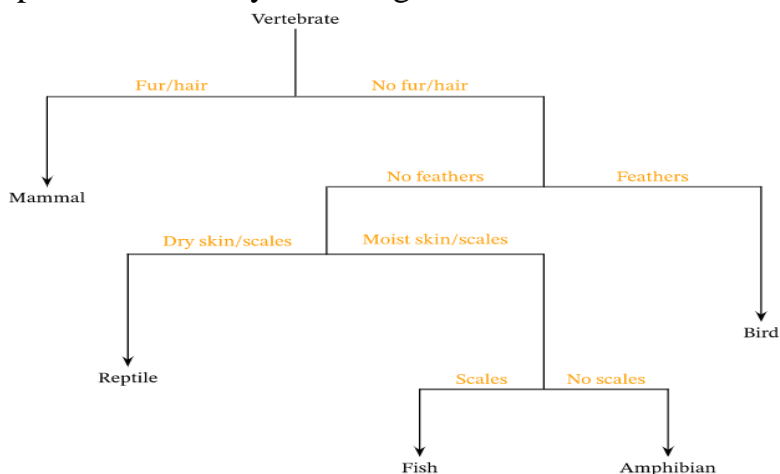 Vertebrate
Fur/hair
No fur/hair
Mammal
No feathers
Feathers
Dry skin/scales
Moist skin/scales
Bird
Reptile
Scales
No scales
Fish
Amphibian